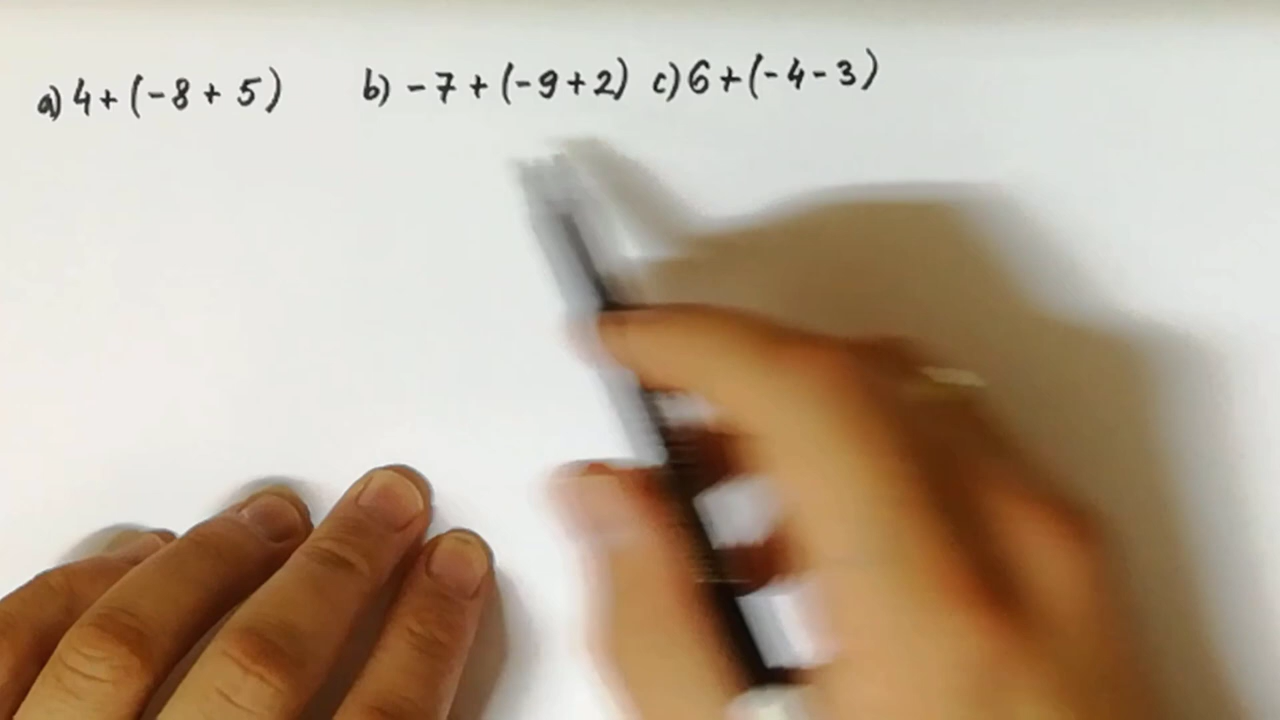 a) 4 + (-8 + 5) b) -7 + (-9 + 2) c) 6 + (-4 - 3)